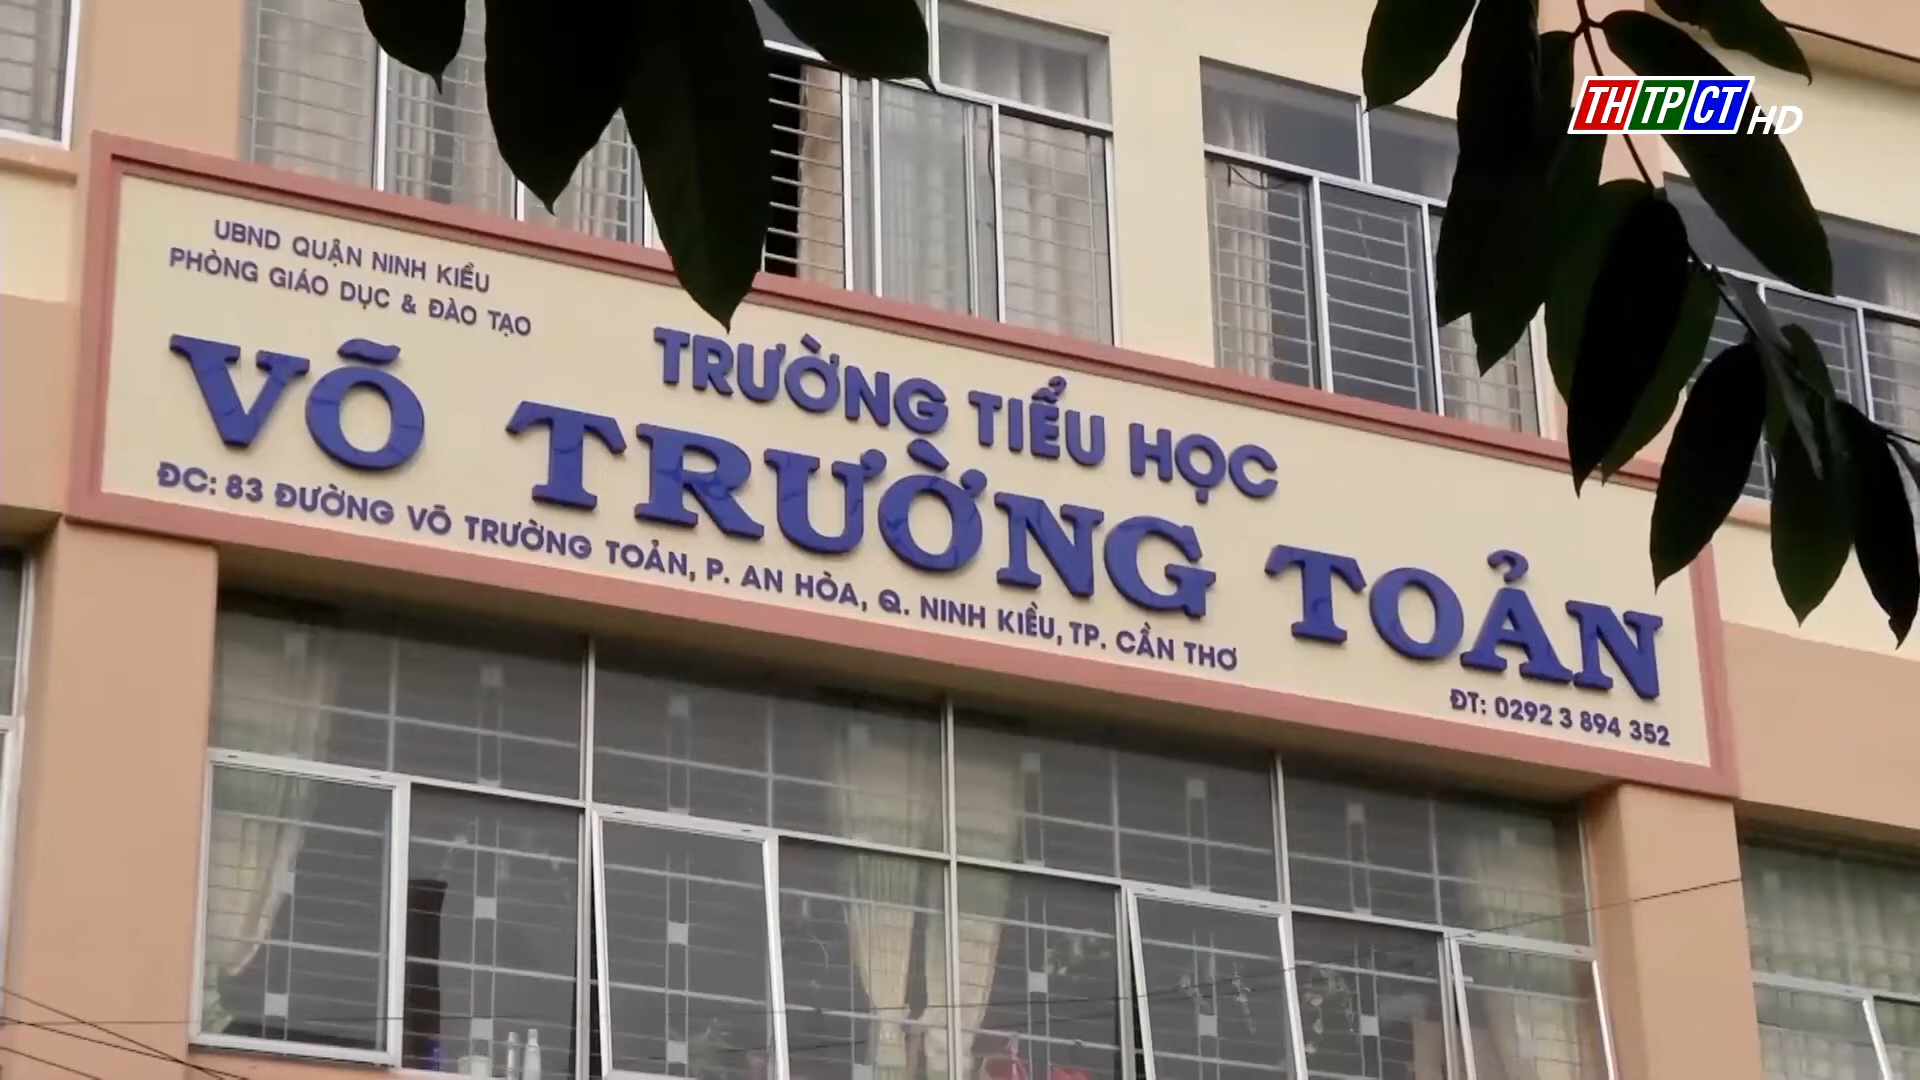 THTPCT HD
UBND QUẬN NINH KIỀU
PHÒNG GIÁO DỤC & ĐÀO TẠO
TRƯỜNG TIỂU HỌC
VÕ TRƯỜNG TOẢN
ĐC: 83 ĐƯỜNG VÕ TRƯỜNG TOẢN, P. AN HÒA, Q. NINH KIỀU, TP. CẦN THƠ
ĐT: 0292 3 894 352